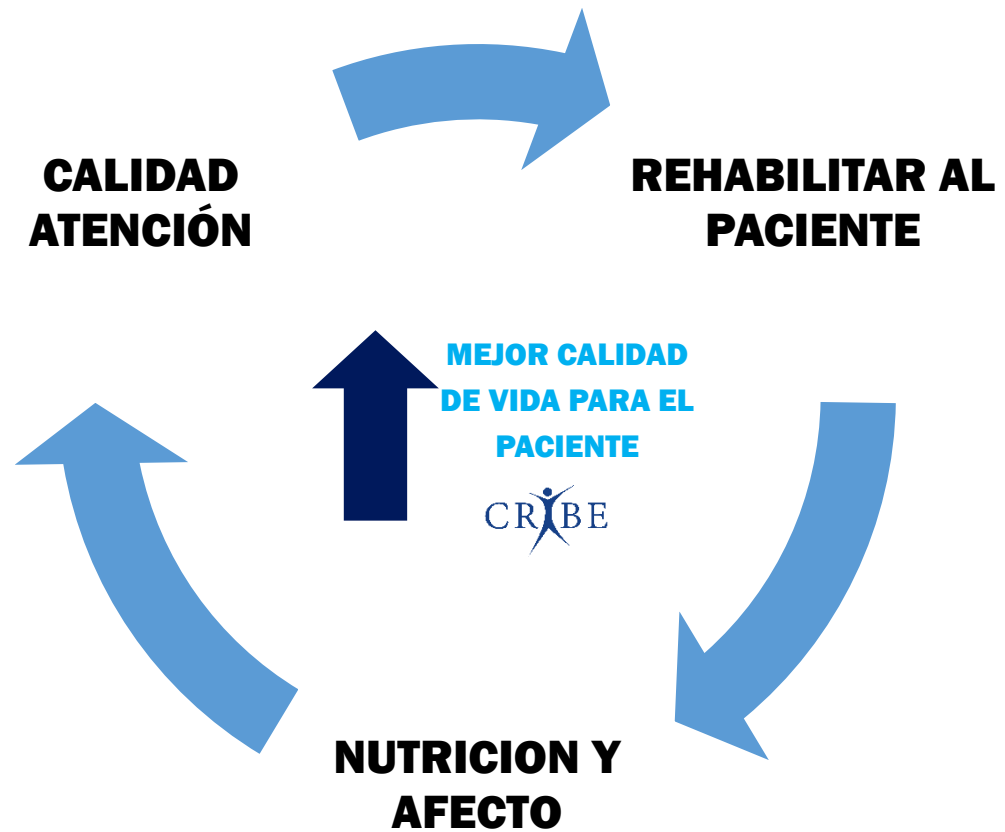 CALIDAD
ATENCIÓN
REHABILITAR AL
PACIENTE
MEJOR CALIDAD
DE VIDA PARA EL
PACIENTE
CRIBE
NUTRICION Y
AFECTO